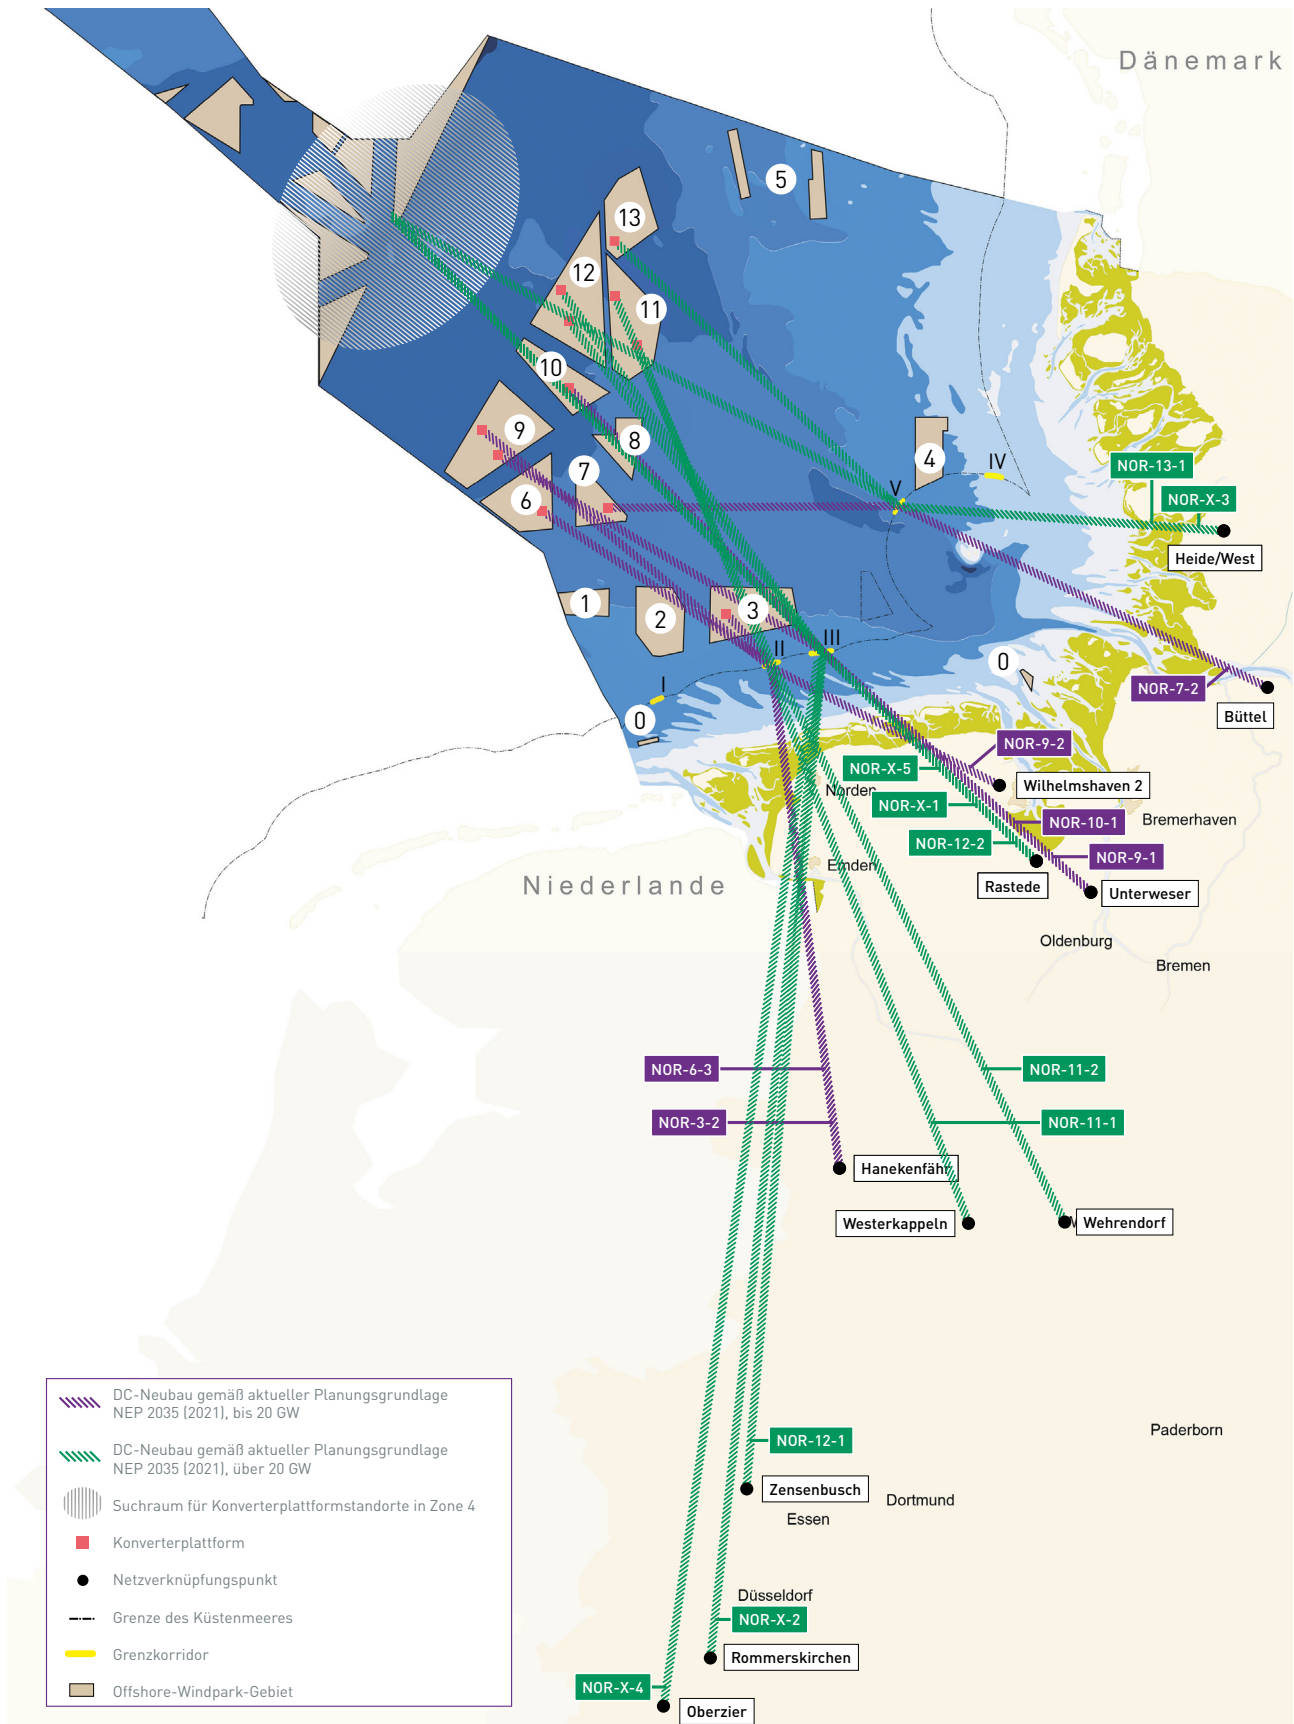 Dänemark
5
13
12
11
10
9
8
7
6
4
IV
V
NOR-13-1
NOR-X-3
Heide/West
1
2
3
II
III
0
I
0
NOR-7-2
Büttel
NOR-9-2
NOR-X-5
Wilhelmshaven 2
Norden
NOR-X-1
NOR-10-1
Bremerhaven
NOR-12-2
NOR-9-1
Emden
Niederlande
Rastede
Unterweser
Oldenburg
Bremen
NOR-6-3
NOR-11-2
NOR-3-2
NOR-11-1
Hanekenfähr
Westerkappeln
Wehrendorf
Paderborn
NOR-12-1
Zensenbusch
Dortmund
Essen
Düsseldorf
NOR-X-2
Rommerskirchen
NOR-X-4
Oberzier
DC-Neubau gemäß aktueller Planungsgrundlage
NEP 2035 (2021), bis 20 GW
DC-Neubau gemäß aktueller Planungsgrundlage
NEP 2035 (2021), über 20 GW
Suchraum für Konverterplattformstandorte in Zone 4
Konverterplattform
Netzverknüpfungspunkt
Grenze des Küstenmeeres
Grenzkorridor
Offshore-Windpark-Gebiet